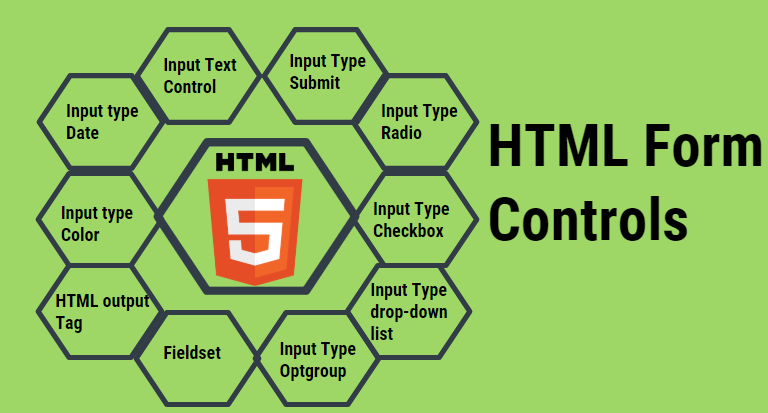 Input Text
Control
Input Type
Submit
Input type
Date
Input Type
Radio
HTML
5
HTML Form
Controls
Input type
Color
Input Type
Checkbox
HTML output
Tag
Input Type
drop-down
list
Fieldset
Input Type
Optgroup